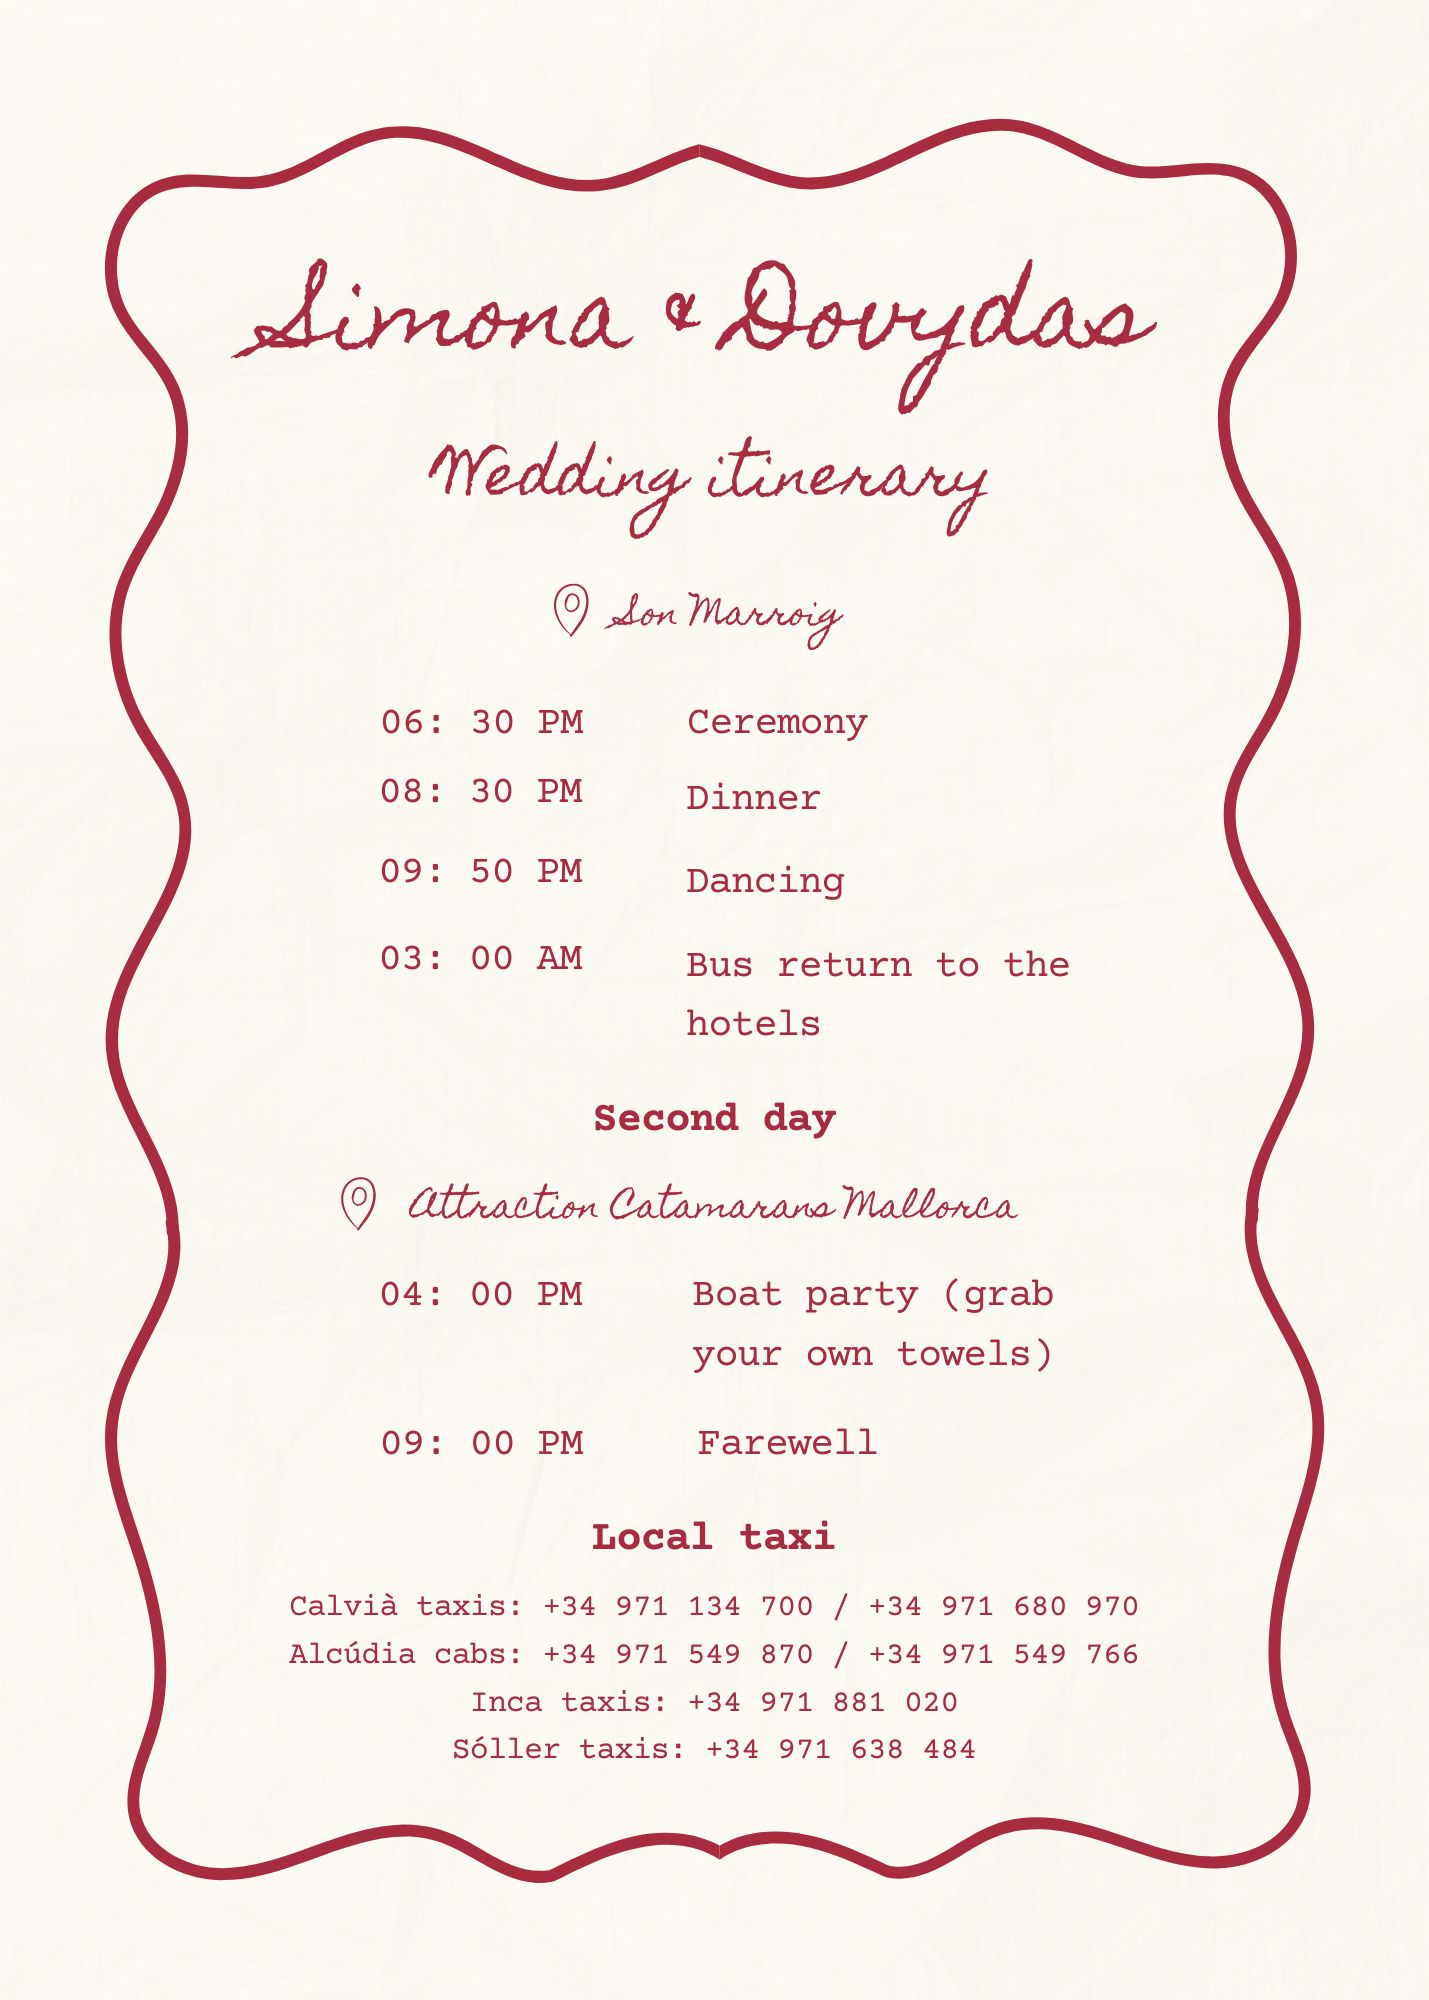 Simona & Dovydas
Wedding itinerary
Son Marroig
06: 30 PM Ceremony
08: 30 PM Dinner
09: 50 PM Dancing
03: 00 AM Bus return to the
hotels
Second day
Attraction Catamarans Mallorca
04: 00 PM Boat party (grab
your own towels)
09: 00 PM Farewell
Local taxi
Calvià taxis: +34 971 134 700 / +34 971 680 970
Alcúdia cabs: +34 971 549 870 / +34 971 549 766
Inca taxis: +34 971 881 020
Sóller taxis: +34 971 638 484